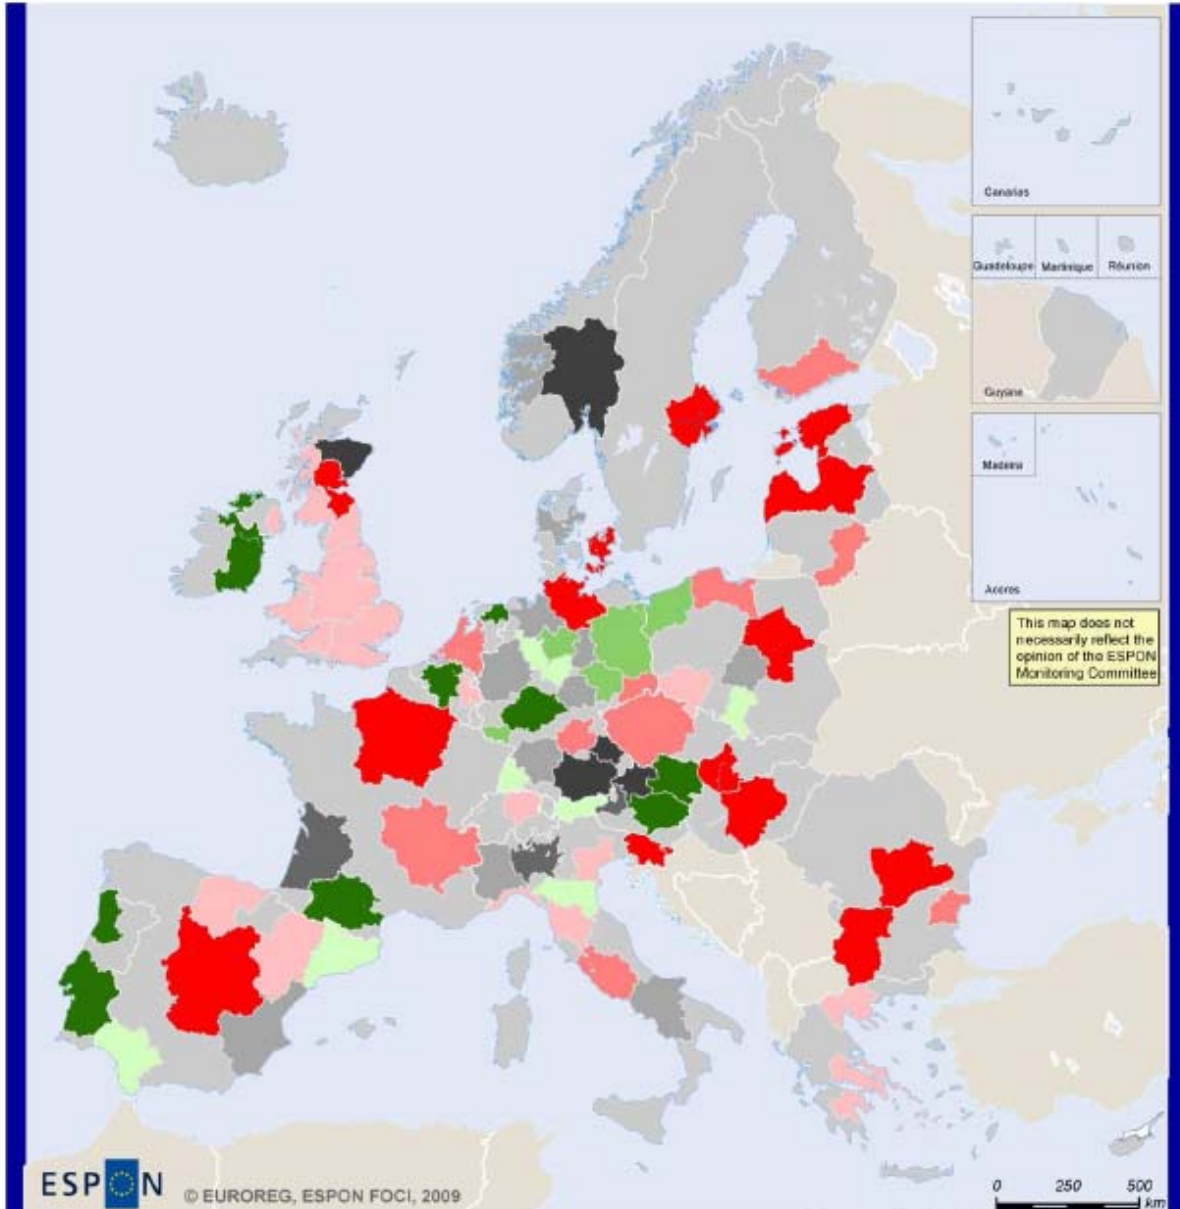 Canarias
Guadeloupe Martinique Réunion
Guyane
Madeira
Acores
This map does not
necessarily reflect the
opinion of the ESPON
Monitoring Committee
ESPON © EUROREG, ESPON FOCI, 2009
0 250 500
km